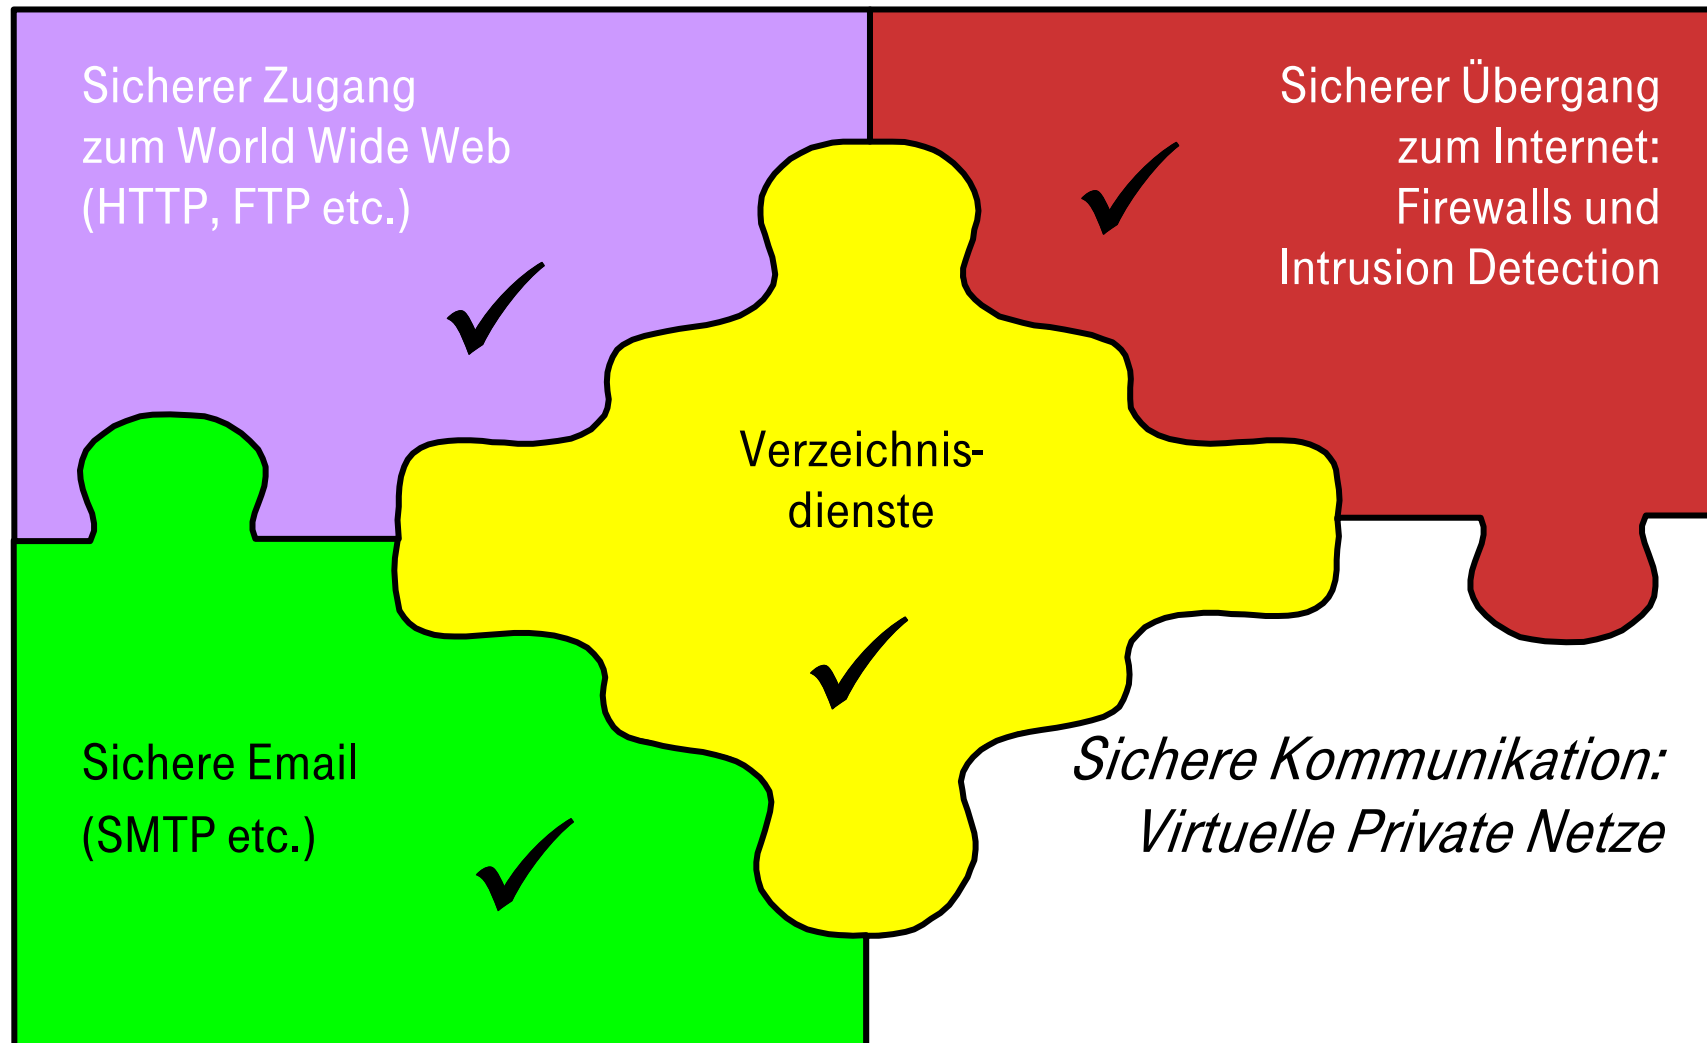 Sicherer Zugang
zum World Wide Web
(HTTP, FTP etc.)
Sicherer Übergang
zum Internet:
Firewalls und
Intrusion Detection
Verzeichnis-
dienste
Sichere Email
(SMTP etc.)
Sichere Kommunikation:
Virtuelle Private Netze